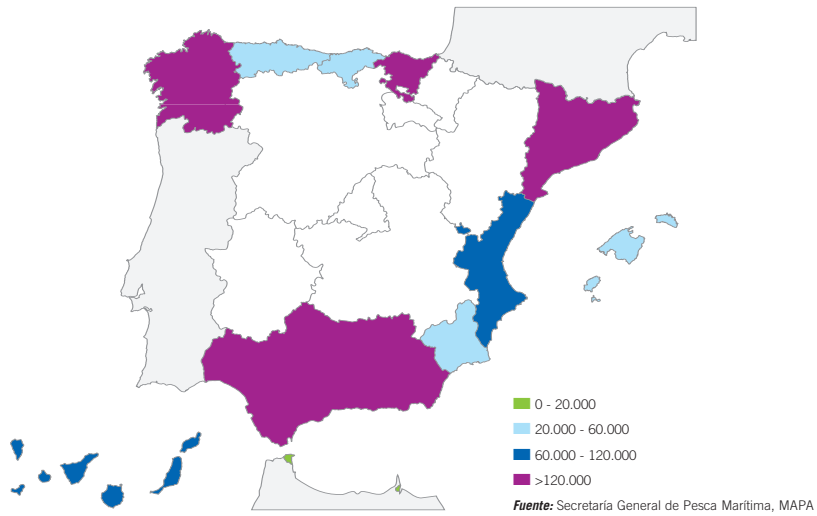 0 - 20.000
20.000 - 60.000
60.000 - 120.000
>120.000
Fuente: Secretaría General de Pesca Marítima, MAPA